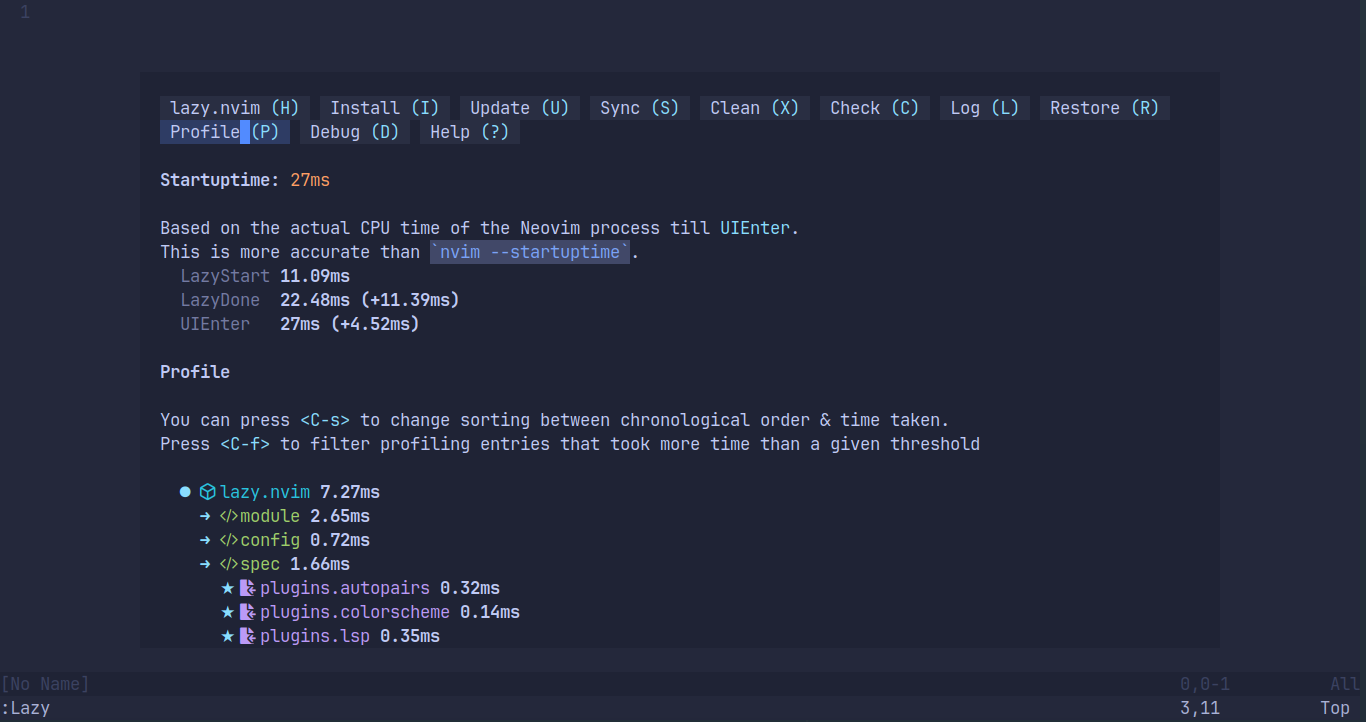 1
lazy.nvim (H) Install (I) Update (U) Sync (S) Clean (X) Check (C) Log (L) Restore (R)
Profile (P) Debug (D) Help (?)
Startuptime: 27ms
Based on the actual CPU time of the Neovim process till UIEnter.
This is more accurate than `nvim --startuptime`.
LazyStart 11.09ms
LazyDone 22.48ms (+11.39ms)
UIEnter 27ms (+4.52ms)
Profile
You can press <C-s> to change sorting between chronological order & time taken.
Press <C-f> to filter profiling entries that took more time than a given threshold
● lazy.nvim 7.27ms
➜ </>module 2.65ms
➜ </>config 0.72ms
➜ </>spec 1.66ms
★ plugins.autopairs 0.32ms
★ plugins.colorscheme 0.14ms
★ plugins.lsp 0.35ms
[No Name] 0,0-1 All
:Lazy 3,11 Top